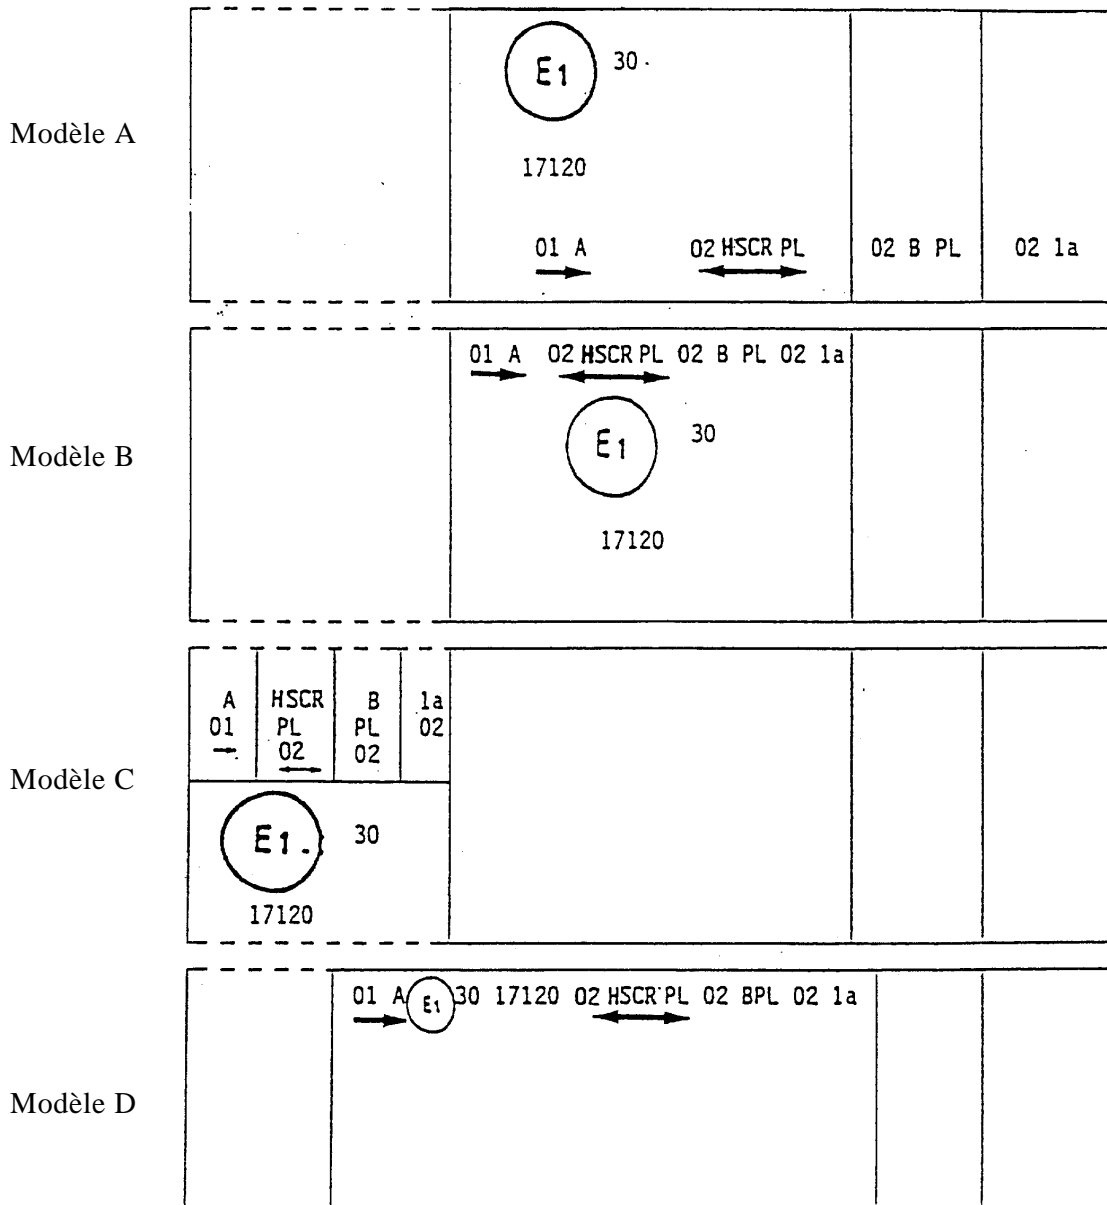 E1 30
Modèle A
17120
01 A 02 HSCR PL 02 B PL 02 1a
01 A 02 HSCR PL 02 B PL 02 1a
E1 30
Modèle B
17120
A HSCR B 1a
01 PL PL 02
02 02
Modèle C
E1 30
17120
01 A E1 30 17120 02 HSCR PL 02 BPL 02 1a
Modèle D